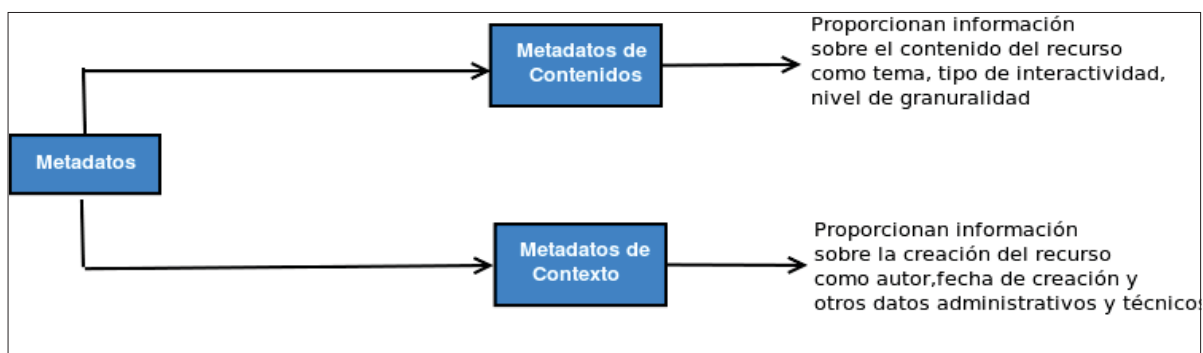 Metadatos
Metadatos de
Contenidos
Proporcionan información
sobre el contenido del recurso
como tema, tipo de interactividad,
nivel de granuralidad
Metadatos de
Contexto
Proporcionan información
sobre la creación del recurso
como autor,fecha de creación y
otros datos administrativos y técnicos